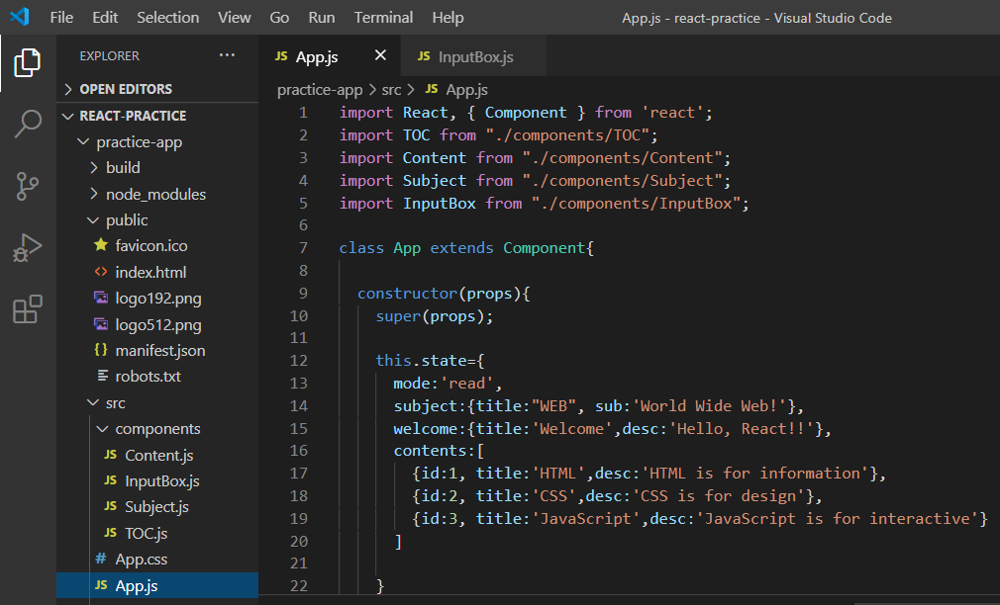 File Edit Selection View Go Run Terminal Help App.js - react-practice - Visual Studio Code
EXPLORER ···
OPEN EDITORS
REACT-PRACTICE
practice-app
build
node_modules
public
favicon.ico
<> index.html
logo192.png
logo512.png
{} manifest.json
robots.txt
src
components
JS Content.js
JS InputBox.js
JS Subject.js
JS TOC.js
# App.css
JS App.js
JS App.js × JS InputBox.js
practice-app > src > JS App.js
1 import React, { Component } from 'react';
2 import TOC from "./components/TOC";
3 import Content from "./components/Content";
4 import Subject from "./components/Subject";
5 import InputBox from "./components/InputBox";
6
7 class App extends Component{
8
9 constructor(props){
10 super(props);
11
12 this.state={
13 mode:'read',
14 subject:{title:"WEB", sub:'World Wide Web!'},
15 welcome:{title:'Welcome',desc:'Hello, React!!'},
16 contents:[
17 {id:1, title:'HTML',desc:'HTML is for information'},
18 {id:2, title:'CSS',desc:'CSS is for design'},
19 {id:3, title:'JavaScript',desc:'JavaScript is for interactive'}
20 ]
21
22 }